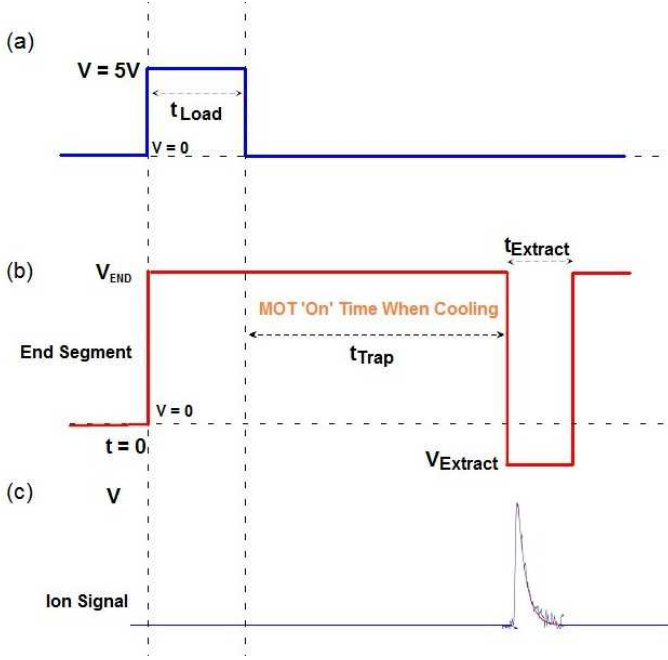 (a)
V = 5V
tLoad
V = 0
tExtract
(b)
VEND
MOT 'On' Time When Cooling
tTrap
End Segment
V = 0
t = 0
VExtract
(c)
V
Ion Signal